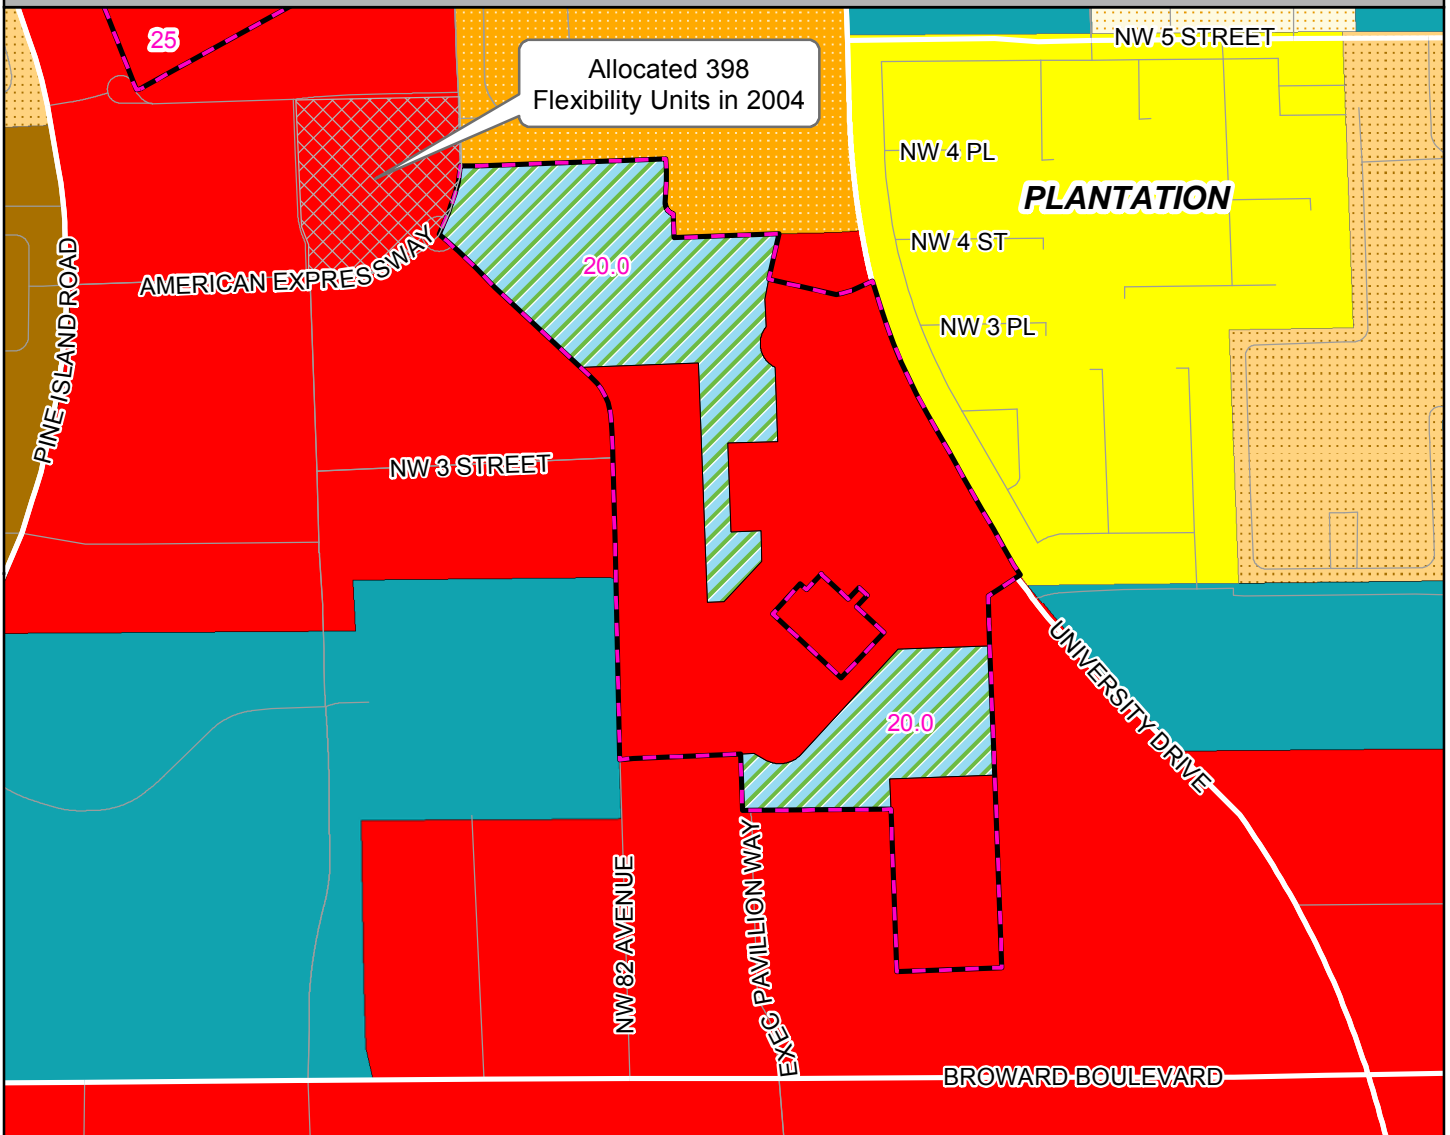 25
NW 5 STREET
Allocated 398
Flexibility Units in 2004
NW 4 PL
PLANTATION
NW 4 ST
AMERICAN EXPRESSWAY
20.0
PINE ISLAND ROAD
NW 3 PL
NW 3 STREET
UNIVERSITY DRIVE
20.0
NW 82 AVENUE
EXEC PAVILLION WAY
BROWARD BOULEVARD